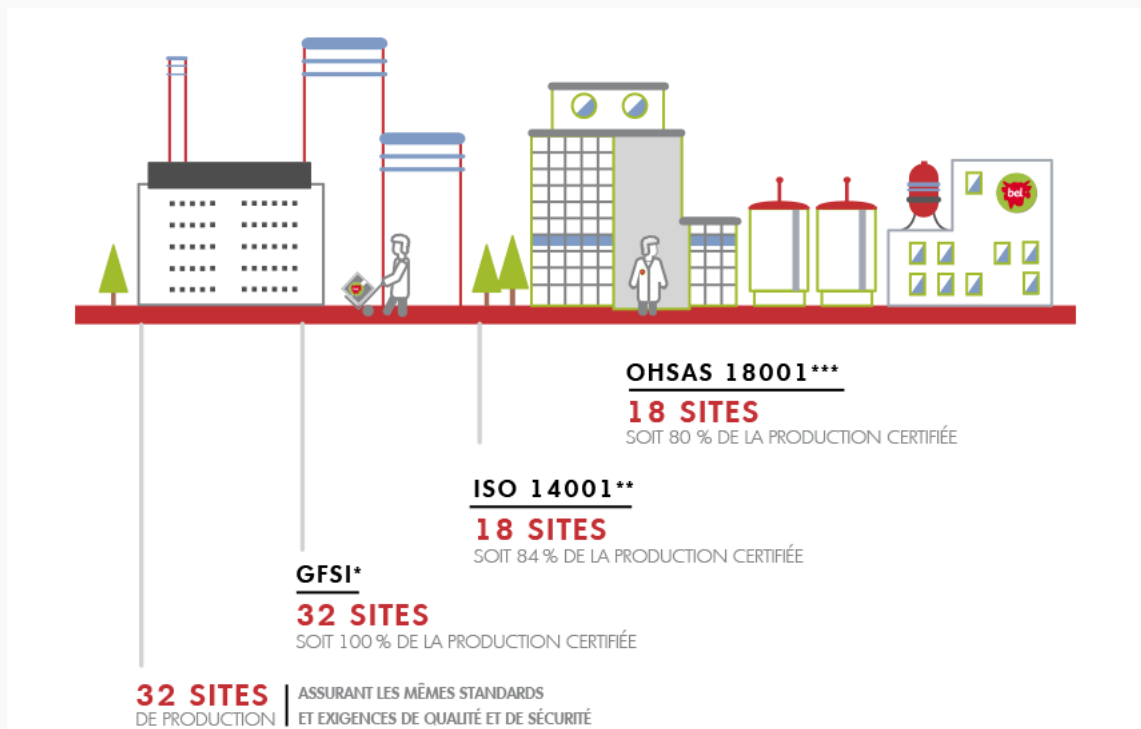 bel
bel
OHSAS 18001***
18 SITES
SOIT 80 % DE LA PRODUCTION CERTIFIÉE
ISO 14001**
18 SITES
SOIT 84 % DE LA PRODUCTION CERTIFIÉE
GFSI*
32 SITES
SOIT 100 % DE LA PRODUCTION CERTIFIÉE
32 SITES
DE PRODUCTION
ASSURANT LES MÊMES STANDARDS
ET EXIGENCES DE QUALITÉ ET DE SÉCURITÉ